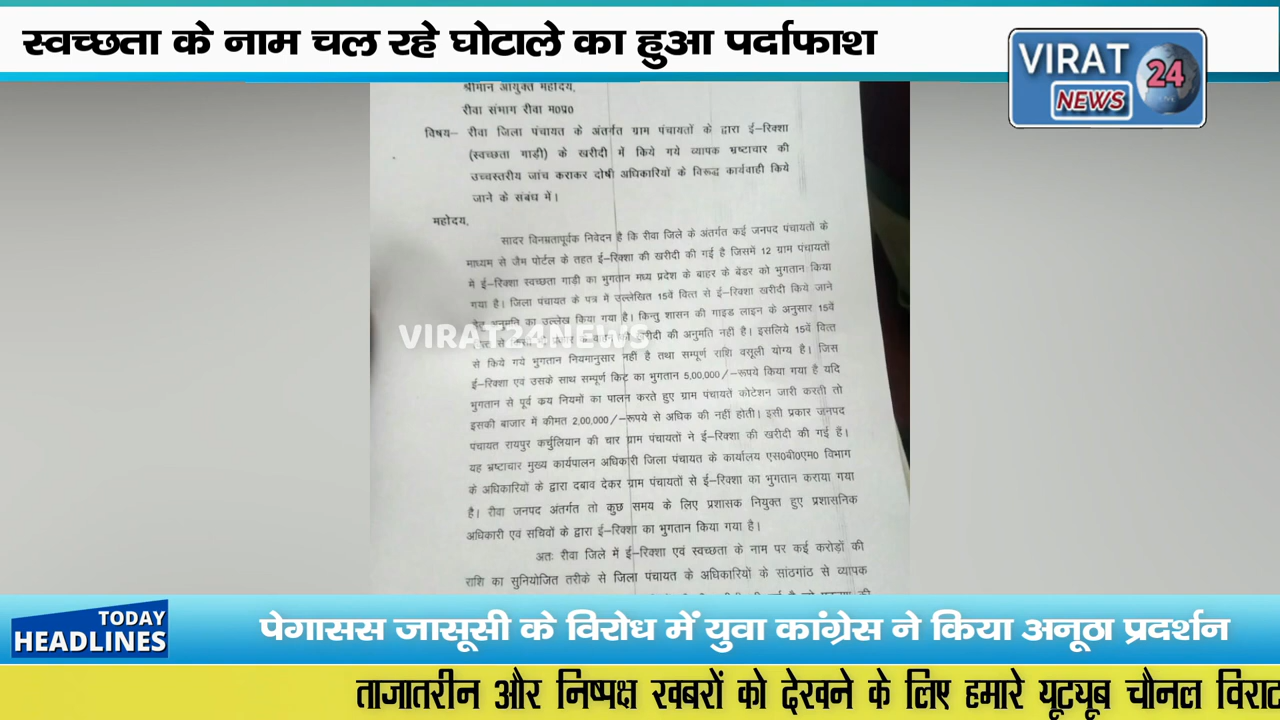 स्वच्छता के नाम चल रहे घोटाले का हुआ पर्दाफाश
VIRAT
24
NEWS
श्रीमान आयुक्त महोदय,
रीवा संभाग रीवा म०प्र०
विषय– रीवा जिला पंचायत के अंतर्गत ग्राम पंचायतों के द्वारा ई–रिक्शा
(स्वच्छता गाड़ी) के खरीदी में किये गये व्यापक भ्रष्टाचार की
उच्चस्तरीय जांच कराकर दोषी अधिकारियों के विरूद्ध कार्यवाही किये
जाने के संबंध में।
महोदय,
सादर विनम्रतापूर्वक निवेदन है कि रीवा जिले के अंतर्गत कई जनपद पंचायतों के
माध्यम से जैम पोर्टल के तहत ई–रिक्शा की खरीदी की गई है जिसमें 12 ग्राम पंचायतों
में ई–रिक्शा स्वच्छता गाड़ी का भुगतान मध्य प्रदेश के बाहर के बेंडर को भुगतान किया
गया है। जिला पंचायत के पत्र में उल्लेखित 15वें वित्त से ई–रिक्शा खरीदी किये जाने
अनुमति का उल्लेख किया गया है। किन्तु शासन की गाइड लाइन के अनुसार 15वें
VIRAT24NEWS
खरीदी की अनुमति नहीं है। इसलिये 15वें वित्त
से किये गये भुगतान नियमानुसार नहीं है तथा सम्पूर्ण राशि वसूली योग्य है। जिस
ई–रिक्शा एवं उसके साथ सम्पूर्ण किट का भुगतान 5,00,000/–रूपये किया गया है यदि
भुगतान से पूर्व कय नियमों का पालन करते हुए ग्राम पंचायतें कोटेशन जारी करती तो
इसकी बाजार में कीमत 2,00,000/–रूपये से अधिक की नहीं होती। इसी प्रकार जनपद
पंचायत रायपुर कर्चुलियान की चार ग्राम पंचायतों ने ई–रिक्शा की खरीदी की गई हैं।
यह भ्रष्टाचार मुख्य कार्यपालन अधिकारी जिला पंचायत के कार्यालय एस०बी०एम० विभाग
के अधिकारियों के द्वारा दबाव देकर ग्राम पंचायतों से ई–रिक्शा का भुगतान कराया गया
है। रीवा जनपद अंतर्गत तो कुछ समय के लिए प्रशासक नियुक्त हुए प्रशासनिक
अधिकारी एवं सचिवों के द्वारा ई–रिक्शा का भुगतान किया गया है।
अतः रीवा जिले में ई–रिक्शा एवं स्वच्छता के नाम पर कई करोड़ों की
राशि का सुनियोजित तरीके से जिला पंचायत के अधिकारियों के सांठगांठ से व्यापक
TODAY
HEADLINES
पेगासस जासूसी के विरोध में युवा कांग्रेस ने किया अनूठा प्रदर्शन
ताजातरीन और निष्पक्ष खबरों को देखने के लिए हमारे यूट्यूब चौनल विराट